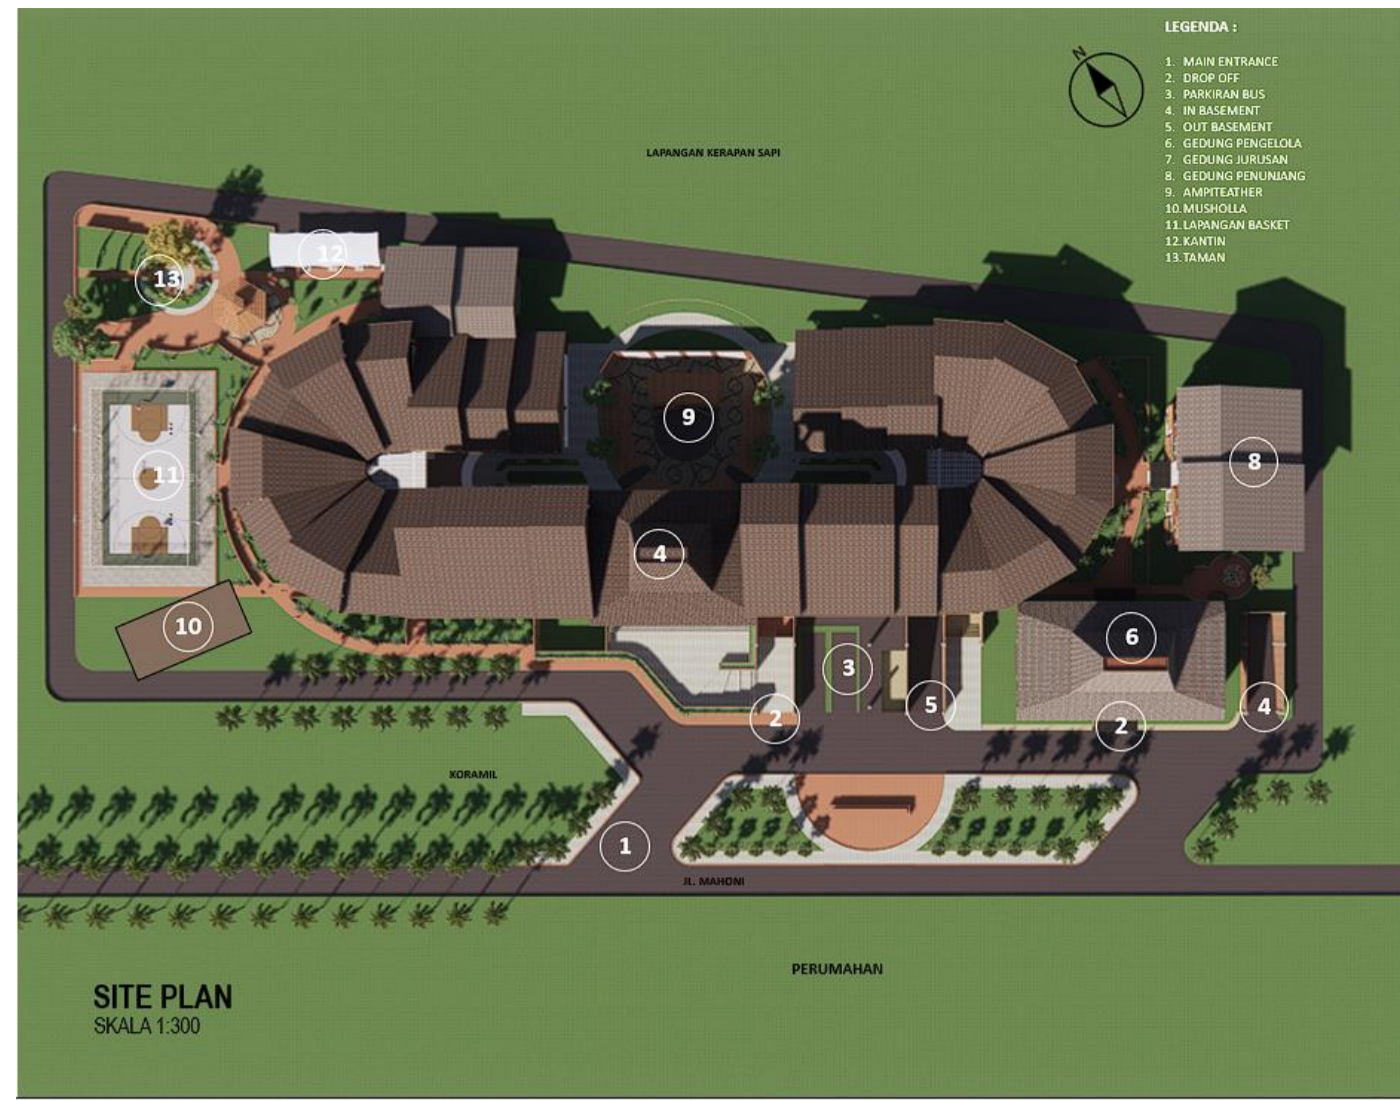 LEGENDA :
N
1. MAIN ENTRANCE
2. DROP OFF
3. PARKIRAN BUS
4. IN BASEMENT
5. OUT BASEMENT
6. GEDUNG PENGELOLA
7. GEDUNG JURUSAN
8. GEDUNG PENUNJANG
9. AMPITEATHER
10. MUSHOLLA
11. LAPANGAN BASKET
12. KANTIN
13. TAMAN
LAPANGAN KERAPAN SAPI
12
13
9
8
11
4
10
6
3
5
4
2
2
KORAMIL
1
JL. MAHONI
PERUMAHAN
SITE PLAN
SKALA 1:300